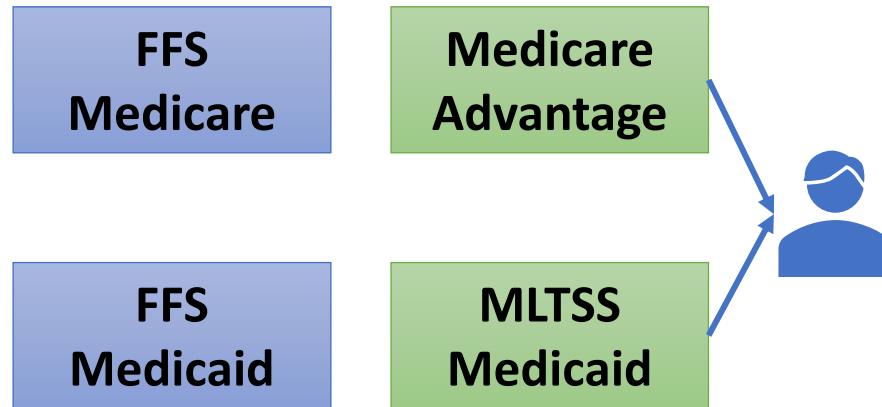 FFS
Medicare
Medicare
Advantage
FFS
Medicaid
MLTSS
Medicaid